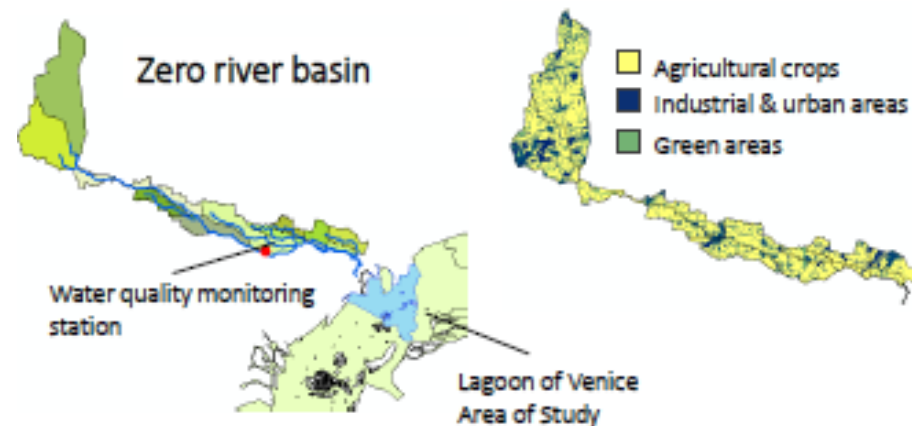 Zero river basin
Agricultural crops
Industrial & urban areas
Green areas
Water quality monitoring
station
Lagoon of Venice
Area of Study